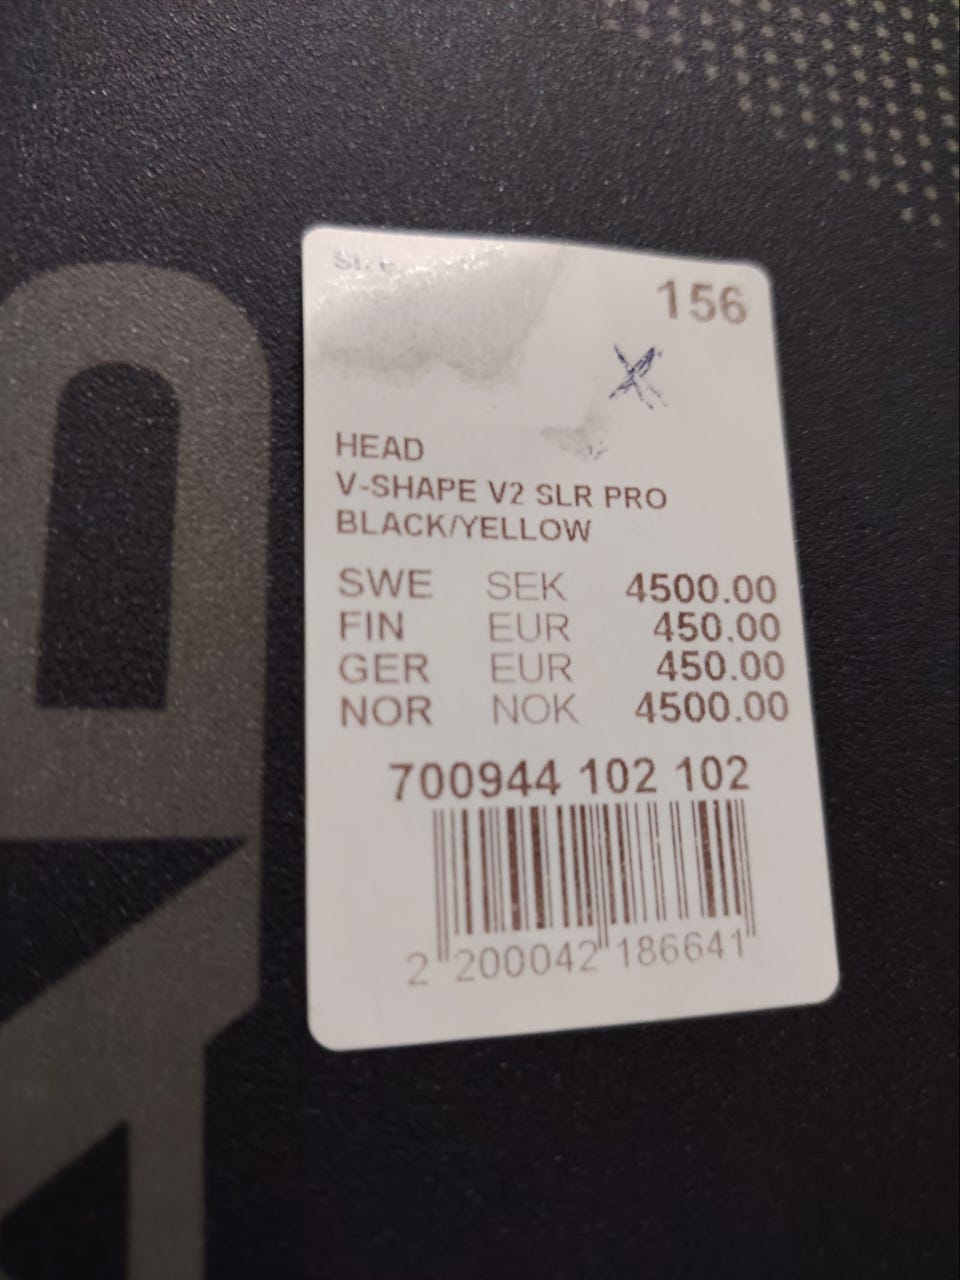 Size
156
HEAD
V-SHAPE V2 SLR PRO
BLACK/YELLOW
SWE SEK 4500.00
FIN EUR 450.00
GER EUR 450.00
NOR NOK 4500.00
700944 102 102
2 200042 186641